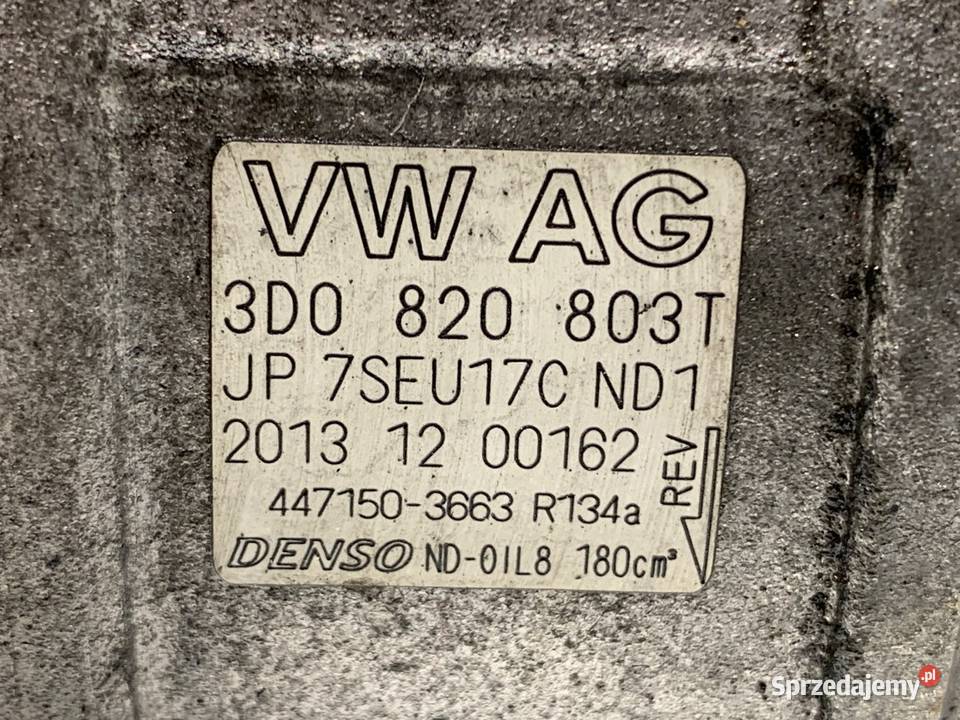 VW AG
3D0 820 803T
JP 7SEU17C ND1
2013 12 00162
REV
447150-3663 R134a
DENSO ND-OIL8 180cm³
Sprzedajemy.pl